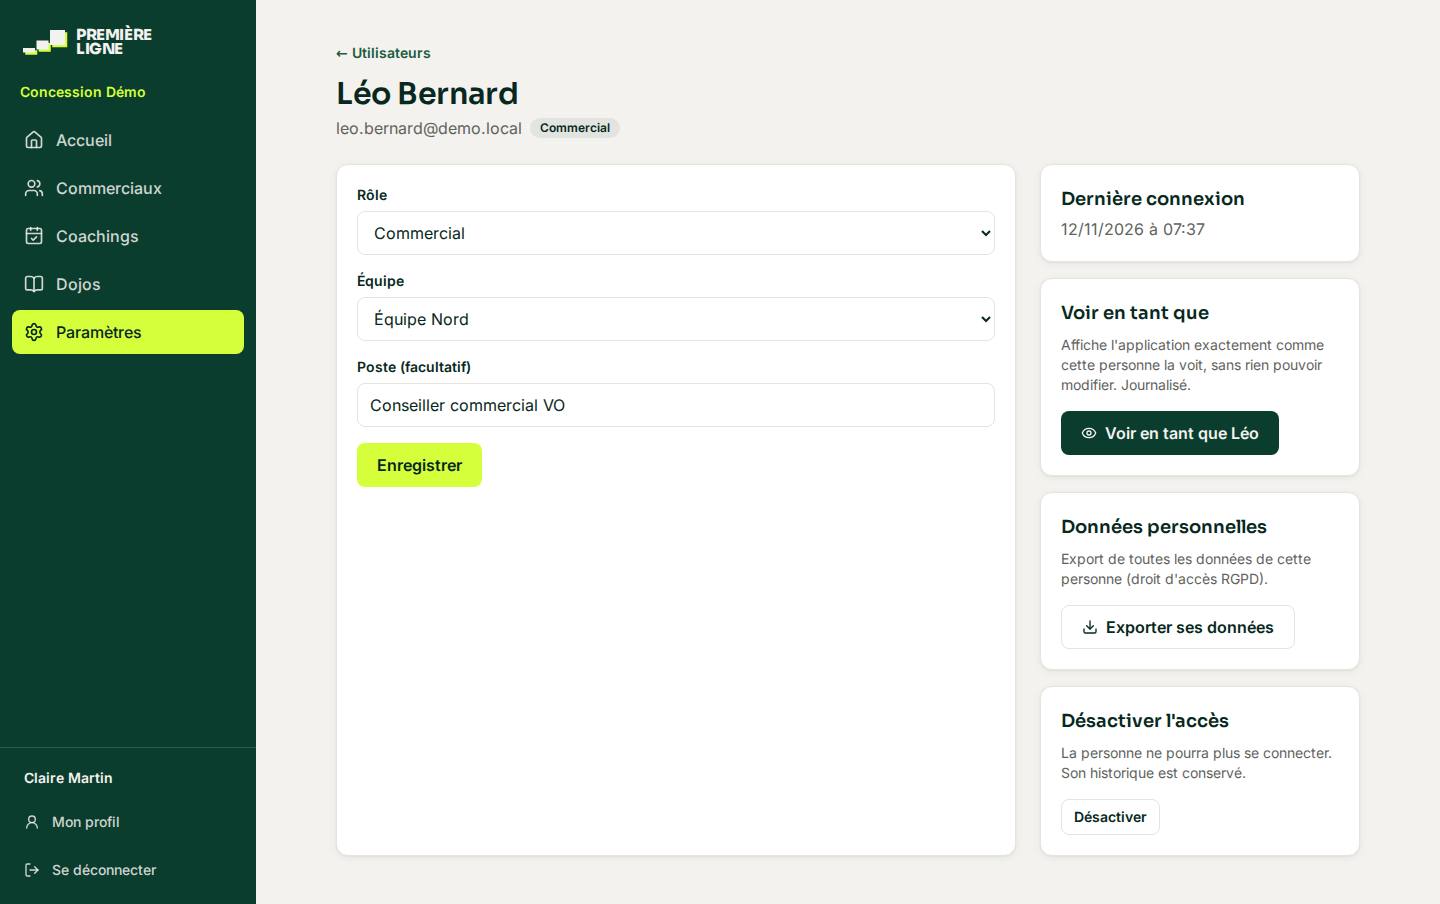 PREMIÈRE
LIGNE
Concession Démo
Accueil
Commerciaux
Coachings
Dojos
Paramètres
Claire Martin
Mon profil
Se déconnecter
← Utilisateurs
Léo Bernard
leo.bernard@demo.local Commercial
Rôle
Commercial
Équipe
Équipe Nord
Poste (facultatif)
Conseiller commercial VO
Enregistrer
Dernière connexion
12/11/2026 à 07:37
Voir en tant que
Affiche l'application exactement comme
cette personne la voit, sans rien pouvoir
modifier. Journalisé.
Voir en tant que Léo
Données personnelles
Export de toutes les données de cette
personne (droit d'accès RGPD).
Exporter ses données
Désactiver l'accès
La personne ne pourra plus se connecter.
Son historique est conservé.
Désactiver